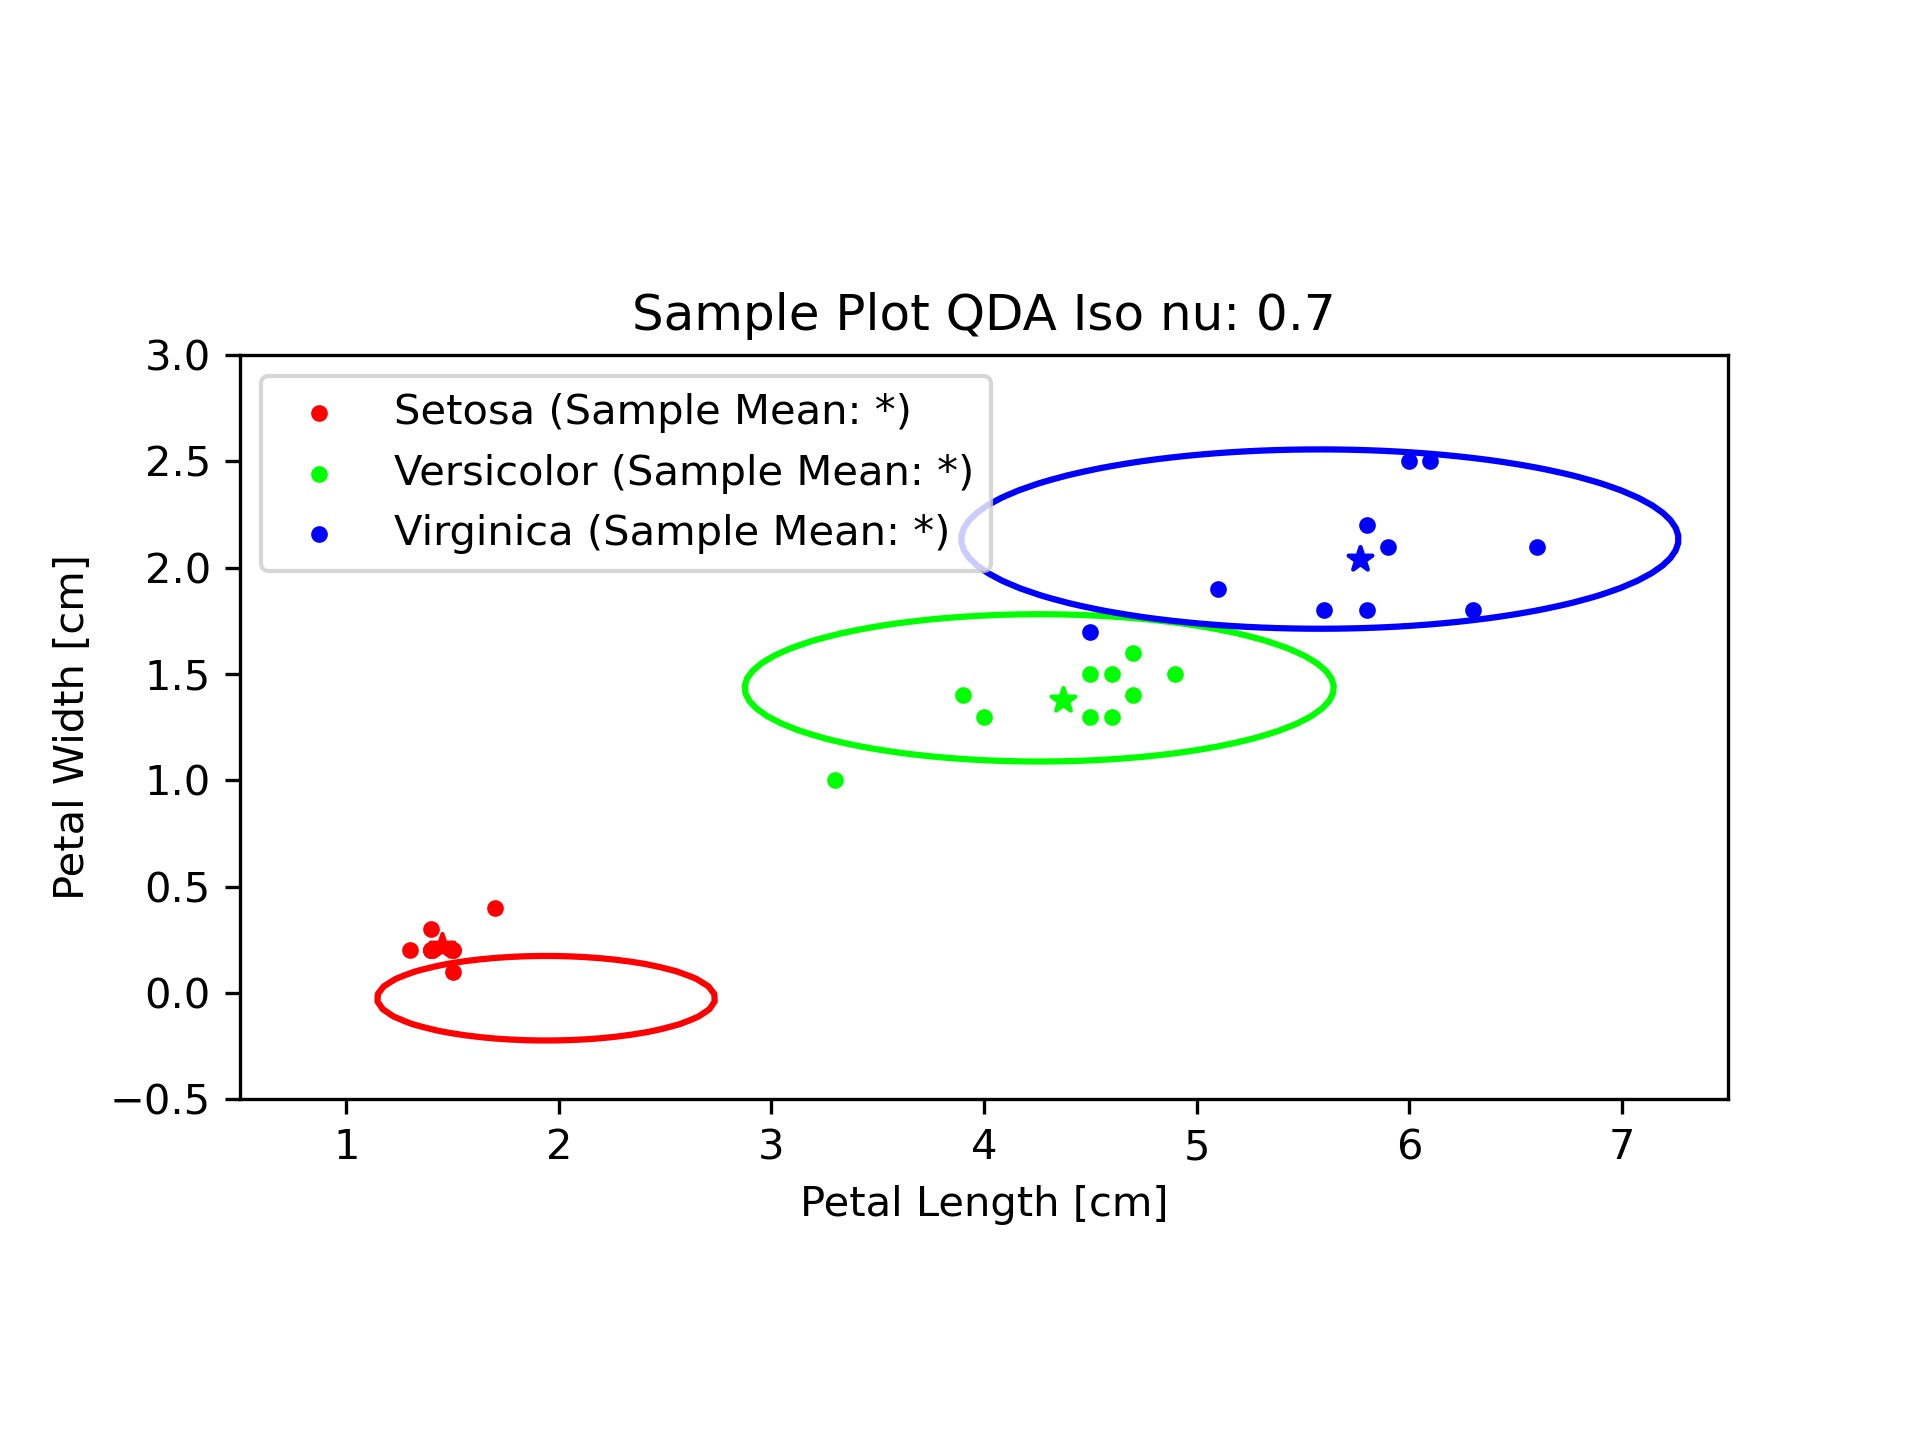 Sample Plot QDA Iso nu: 0.7
3.0
2.5
2.0
1.5
1.0
0.5
0.0
−0.5
Petal Width [cm]
Setosa (Sample Mean: *)
Versicolor (Sample Mean: *)
Virginica (Sample Mean: *)
1 2 3 4 5 6 7
Petal Length [cm]